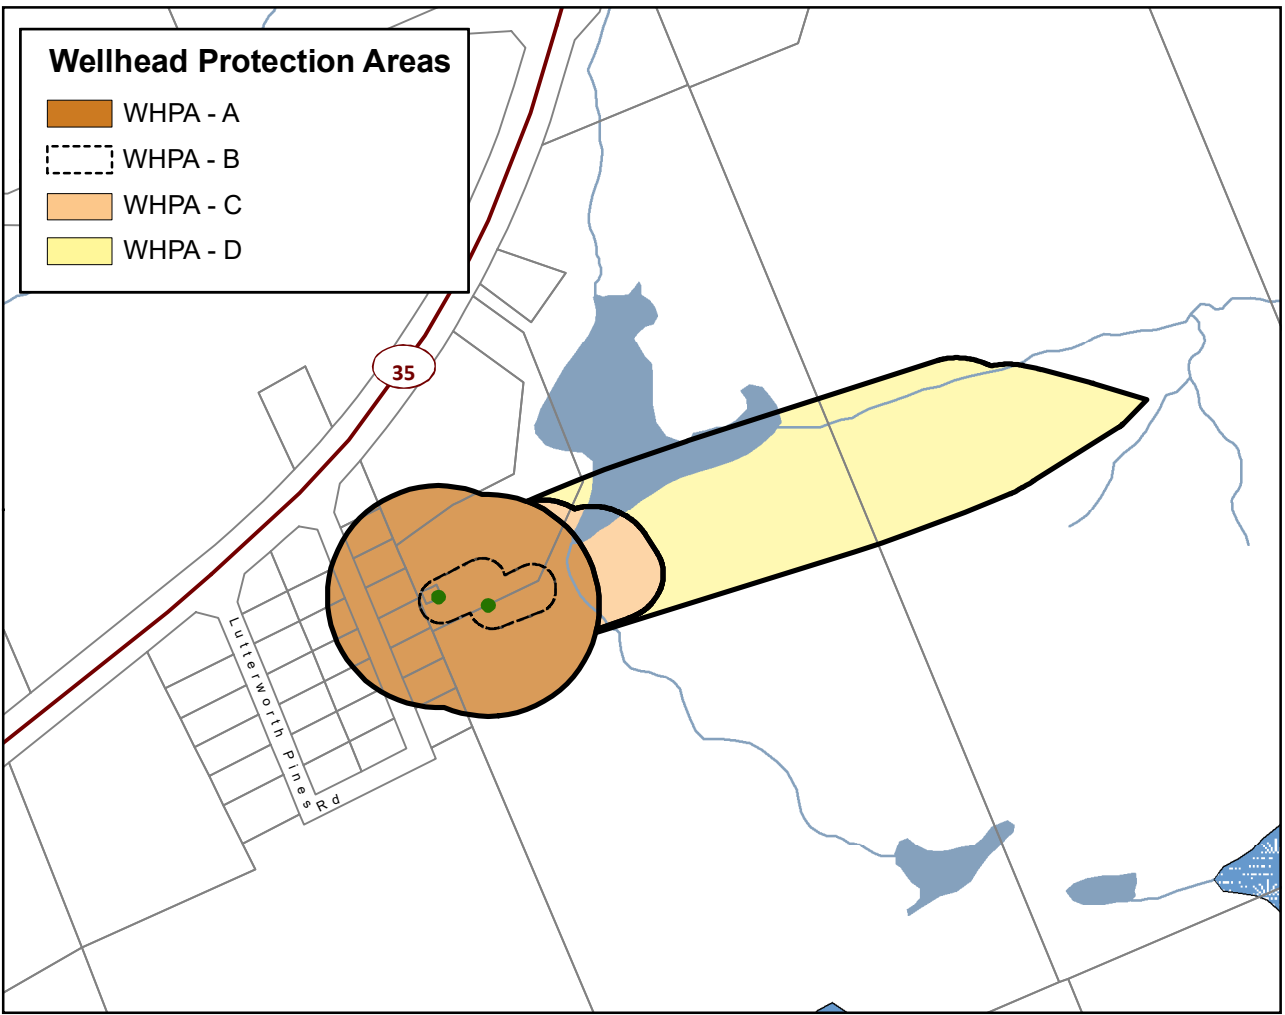 Wellhead Protection Areas
WHPA - A
WHPA - B
WHPA - C
WHPA - D
35
Lutterworth Pines Rd